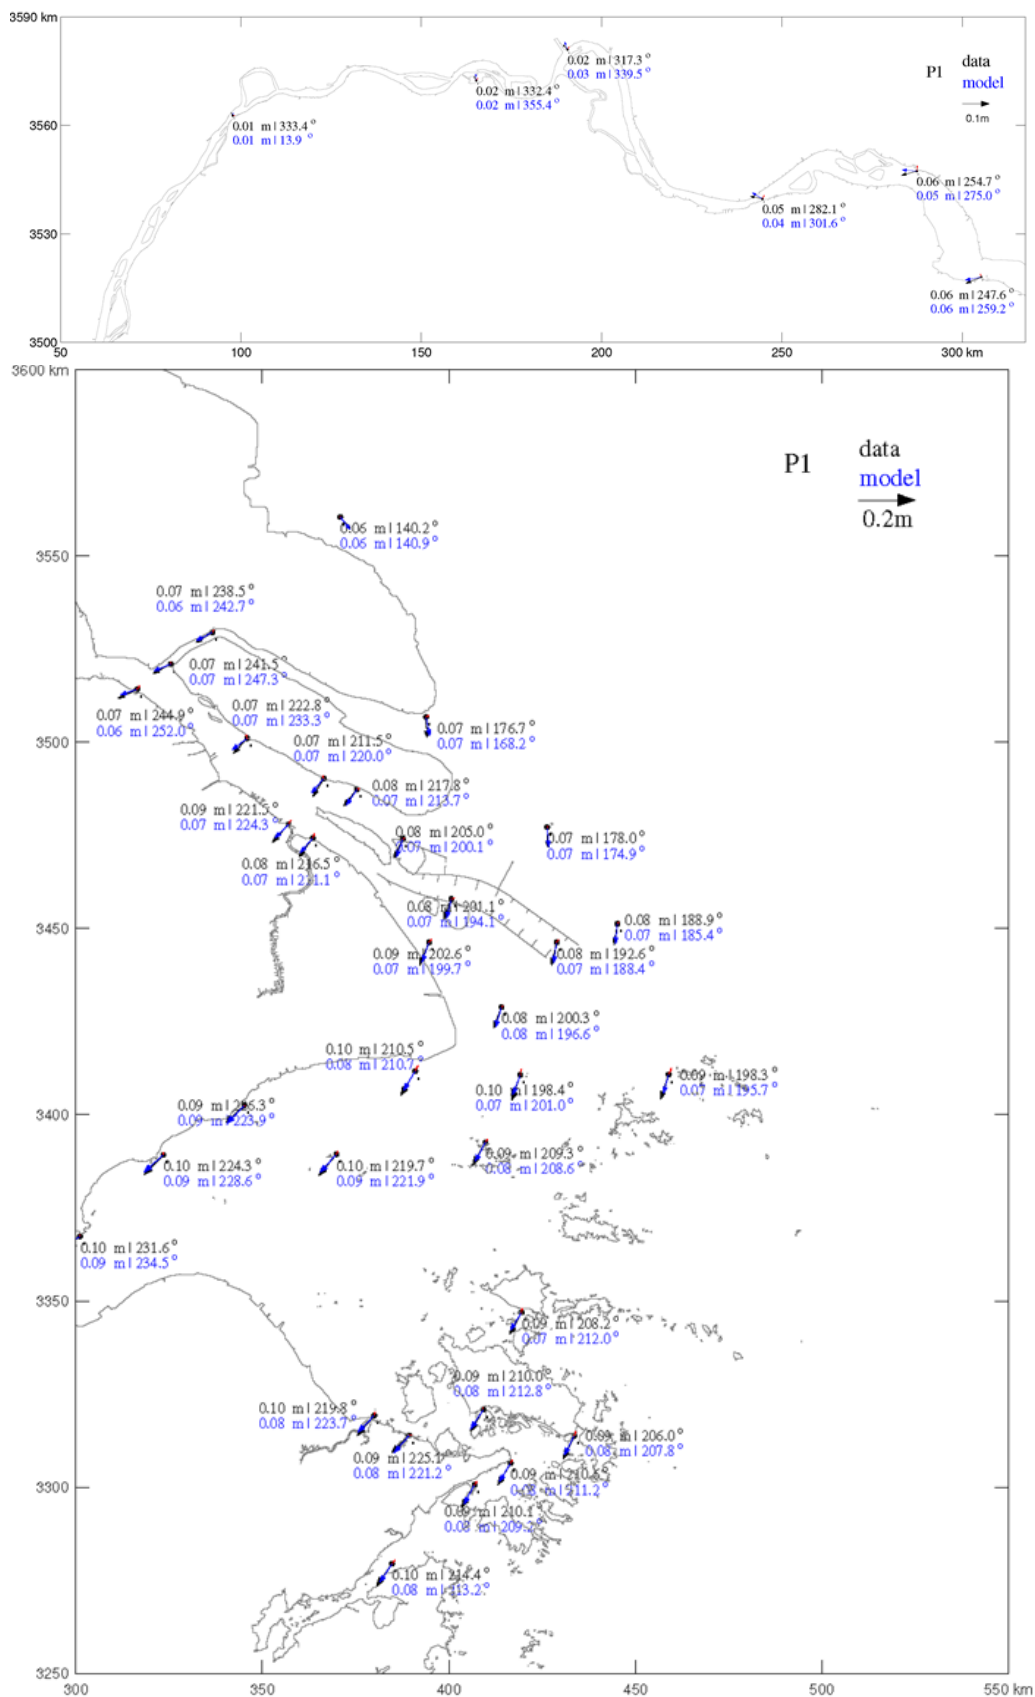 3590 km
3560
3530
3500
50
100
150
200
250
300 km
P1
data
model
0.1m
0.02 m | 317.3 °
0.03 m | 339.5 °
0.02 m | 332.4 °
0.02 m | 355.4 °
0.01 m | 333.4 °
0.01 m | 13.9 °
0.06 m | 254.7 °
0.05 m | 275.0 °
0.05 m | 282.1 °
0.04 m | 301.6 °
0.06 m | 247.6 °
0.06 m | 259.2 °
3600 km
3550
3500
3450
3400
3350
3300
3250
300
350
400
450
500
550 km
P1
data
model
0.2m
0.06 m | 140.2 °
0.06 m | 140.9 °
0.07 m | 238.5 °
0.06 m | 242.7 °
0.07 m | 241.5 °
0.07 m | 247.3 °
0.07 m | 244.9 °
0.06 m | 252.0 °
0.07 m | 222.8 °
0.07 m | 233.3 °
0.07 m | 211.5 °
0.07 m | 220.0 °
0.07 m | 176.7 °
0.07 m | 168.2 °
0.08 m | 217.8 °
0.07 m | 213.7 °
0.09 m | 221.5 °
0.07 m | 224.3 °
0.08 m | 205.0 °
0.07 m | 200.1 °
0.07 m | 178.0 °
0.07 m | 174.9 °
0.08 m | 216.5 °
0.07 m | 211.1 °
0.08 m | 201.1 °
0.07 m | 194.1 °
0.08 m | 188.9 °
0.07 m | 185.4 °
0.09 m | 202.6 °
0.07 m | 199.7 °
0.08 m | 192.6 °
0.07 m | 188.4 °
0.08 m | 200.3 °
0.08 m | 196.6 °
0.10 m | 210.5 °
0.08 m | 210.7 °
0.10 m | 198.4 °
0.07 m | 201.0 °
0.09 m | 198.3 °
0.07 m | 195.7 °
0.09 m |
0.09 m | 223.9 °
0.10 m | 224.3 °
0.09 m | 228.6 °
0.10 m | 219.7 °
0.09 m | 221.9 °
0.09 m | 209.3 °
0.08 m | 208.6 °
0.10 m | 231.6 °
0.09 m | 234.5 °
0.09 m | 208.2 °
0.07 m | 212.0 °
0.09 m | 210.0 °
0.08 m | 212.8 °
0.10 m | 219.8 °
0.08 m | 223.7 °
0.09 m | 225.1 °
0.08 m | 221.2 °
0.09 m | 206.0 °
0.08 m | 207.8 °
0.09 m | 210.6 °
0.08 m | 211.2 °
0.09 m | 210.1 °
0.08 m | 209.2 °
0.10 m | 214.4 °
0.08 m | 213.2 °